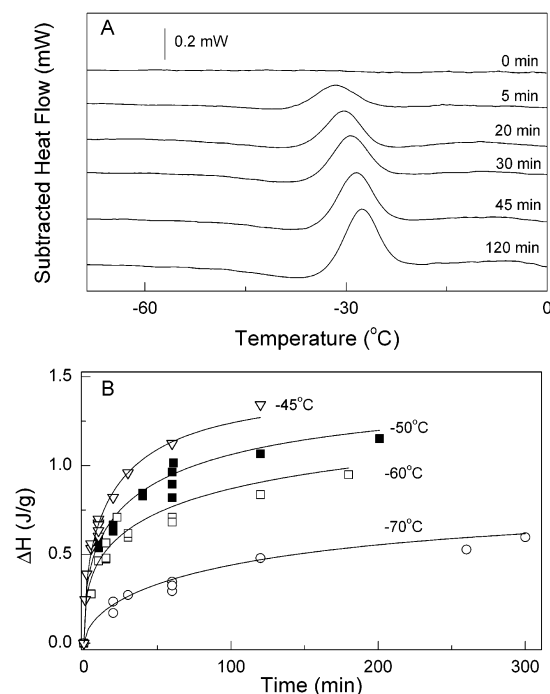 A
0.2 mW
0 min
5 min
20 min
30 min
45 min
120 min
Subtracted Heat Flow (mW)
-60
-30
0
Temperature (°C)
B
1.5
1.0
0.5
0.0
ΔH (J/g)
-45°C
-50°C
-60°C
-70°C
0
100
200
300
Time (min)